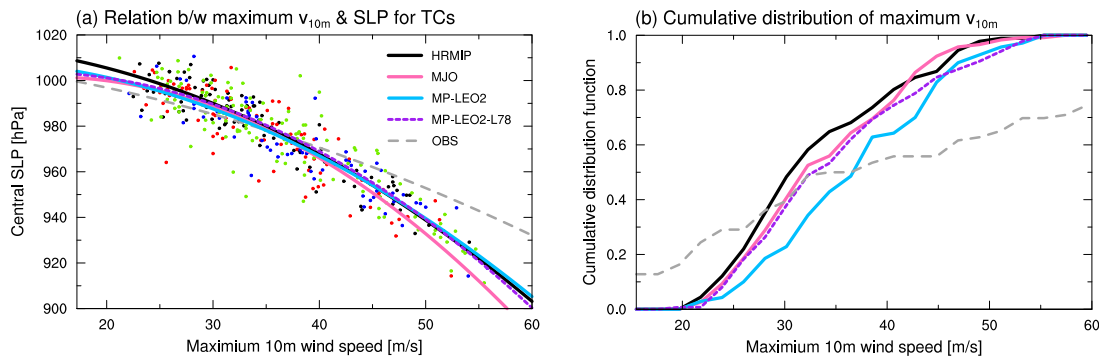 (a) Relation b/w maximum v10m & SLP for TCs
1020
1000
980
960
940
920
900
Central SLP [hPa]
HRMIP
MJO
MP-LEO2
MP-LEO2-L78
OBS
20 30 40 50 60
Maximum 10m wind speed [m/s]
(b) Cumulative distribution of maximum v10m
1.0
0.8
0.6
0.4
0.2
0.0
Cumulative distribution function
20 30 40 50 60
Maximum 10m wind speed [m/s]